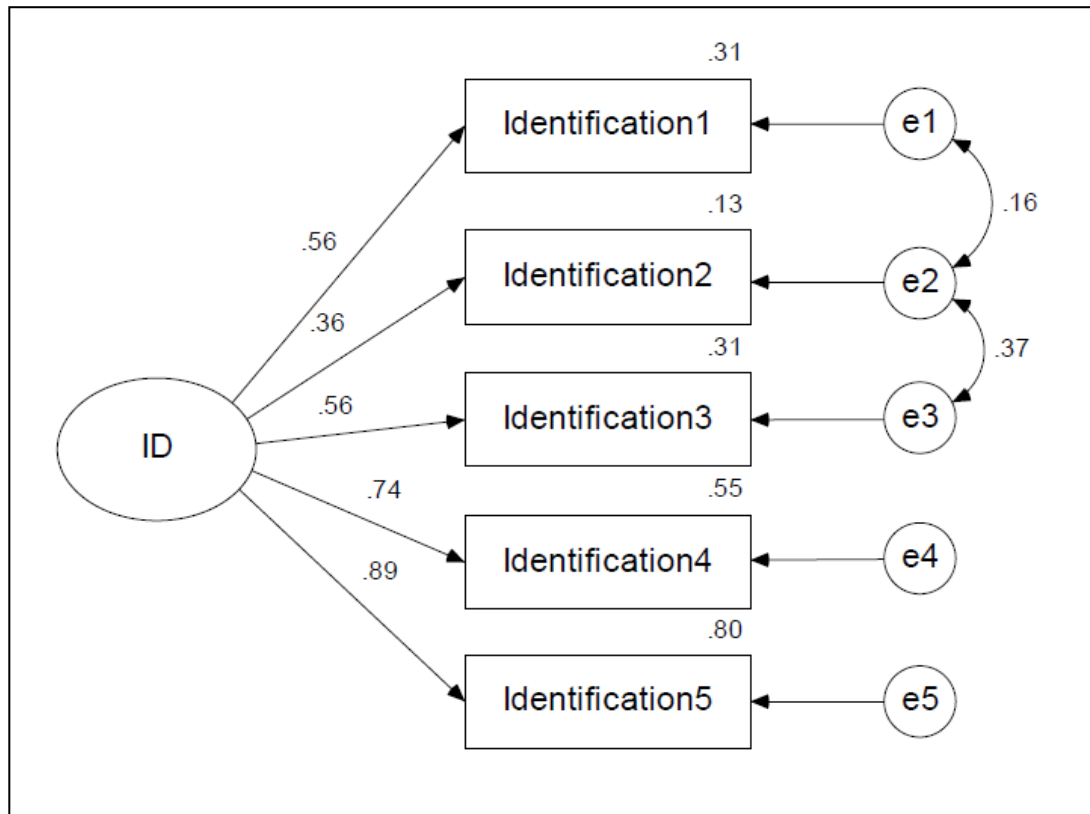 .31
Identification1
e1
.16
.56
.13
Identification2
e2
.36
.31
.37
Identification3
e3
.56
ID
.74
.55
Identification4
e4
.89
.80
Identification5
e5